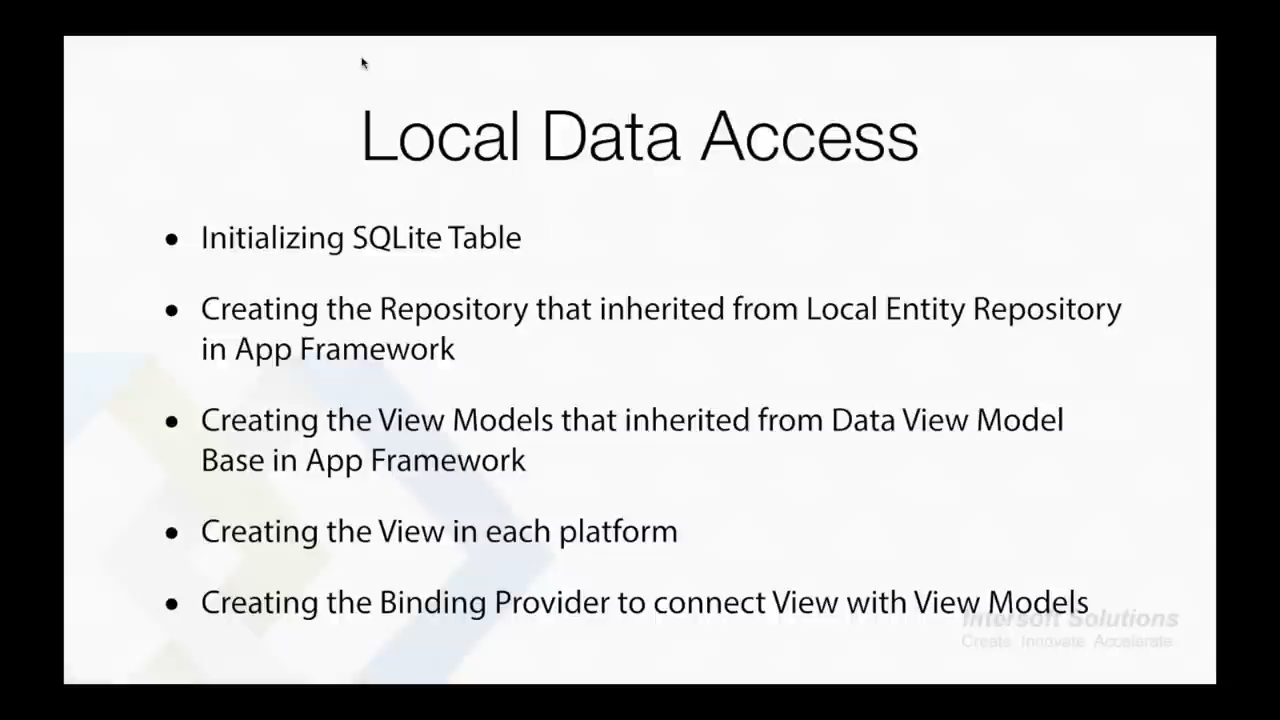 Local Data Access
• Initializing SQLite Table
• Creating the Repository that inherited from Local Entity Repository
in App Framework
• Creating the View Models that inherited from Data View Model
Base in App Framework
• Creating the View in each platform
• Creating the Binding Provider to connect View with View Models
Intersoft Solutions
Create Innovate Accelerate